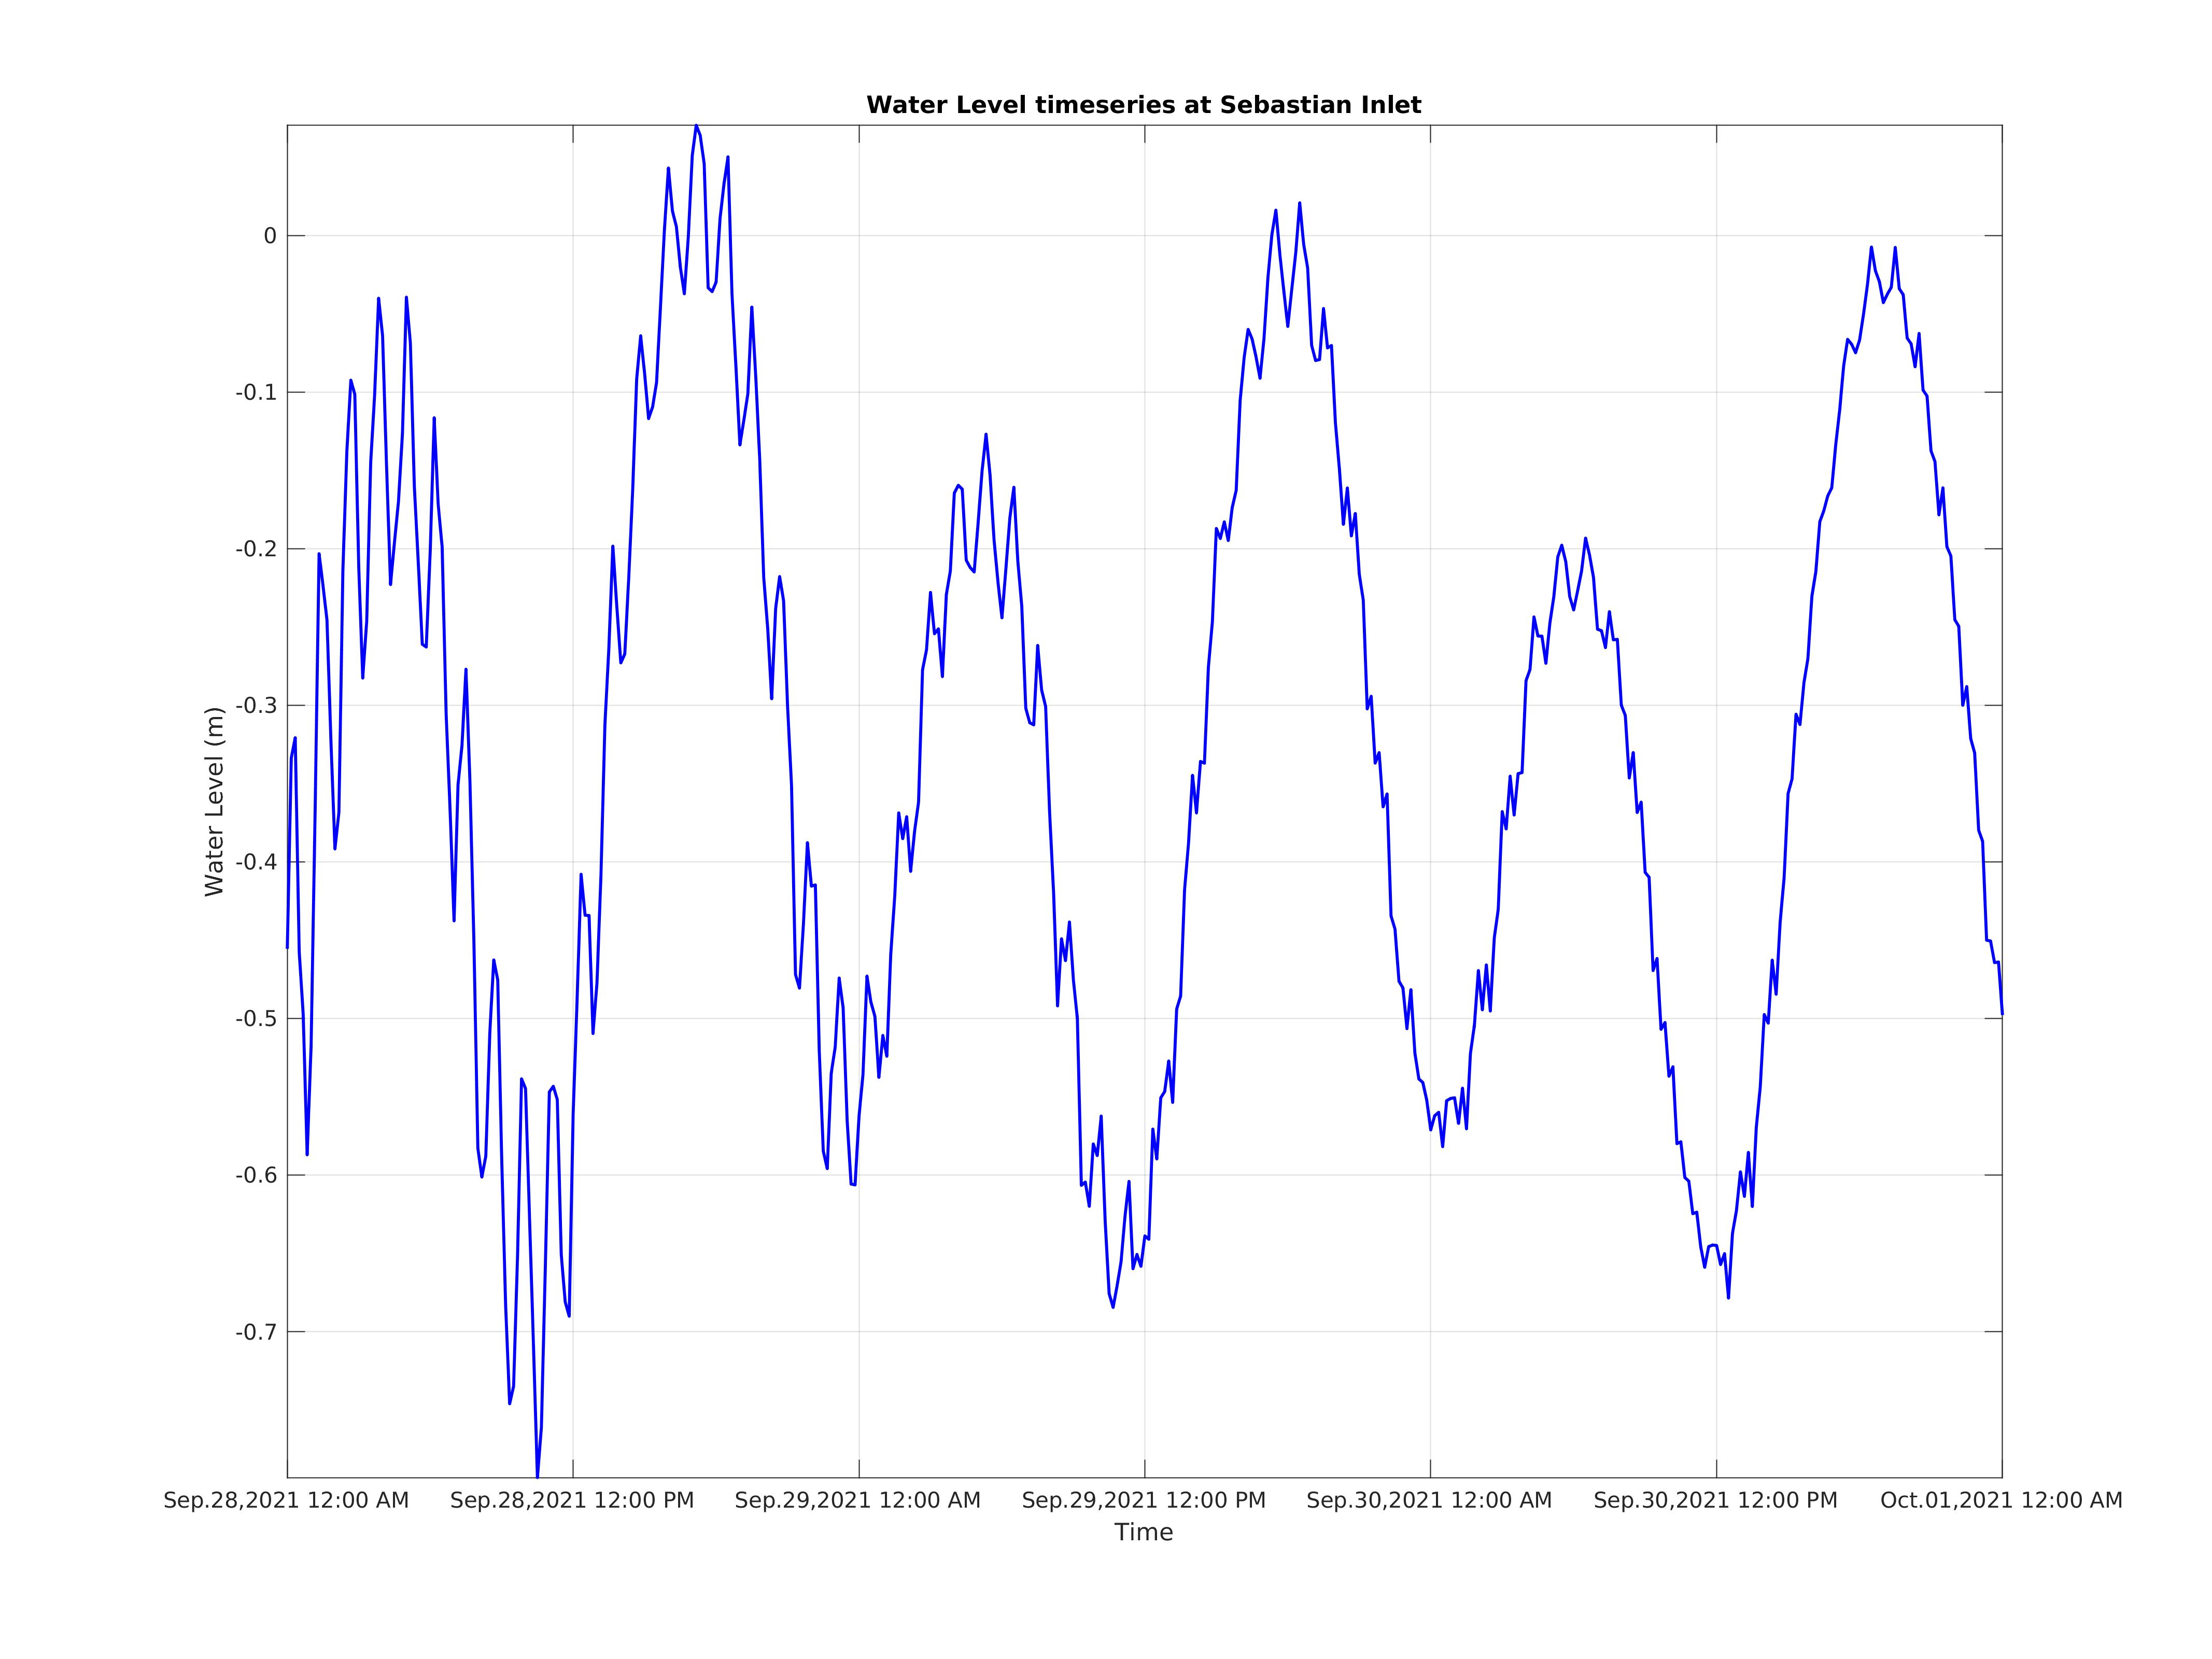 Water Level timeseries at Sebastian Inlet
0
-0.1
-0.2
-0.3
-0.4
-0.5
-0.6
-0.7
Water Level (m)
Sep.28,2021 12:00 AM
Sep.28,2021 12:00 PM
Sep.29,2021 12:00 AM
Sep.29,2021 12:00 PM
Sep.30,2021 12:00 AM
Sep.30,2021 12:00 PM
Oct.01,2021 12:00 AM
Time